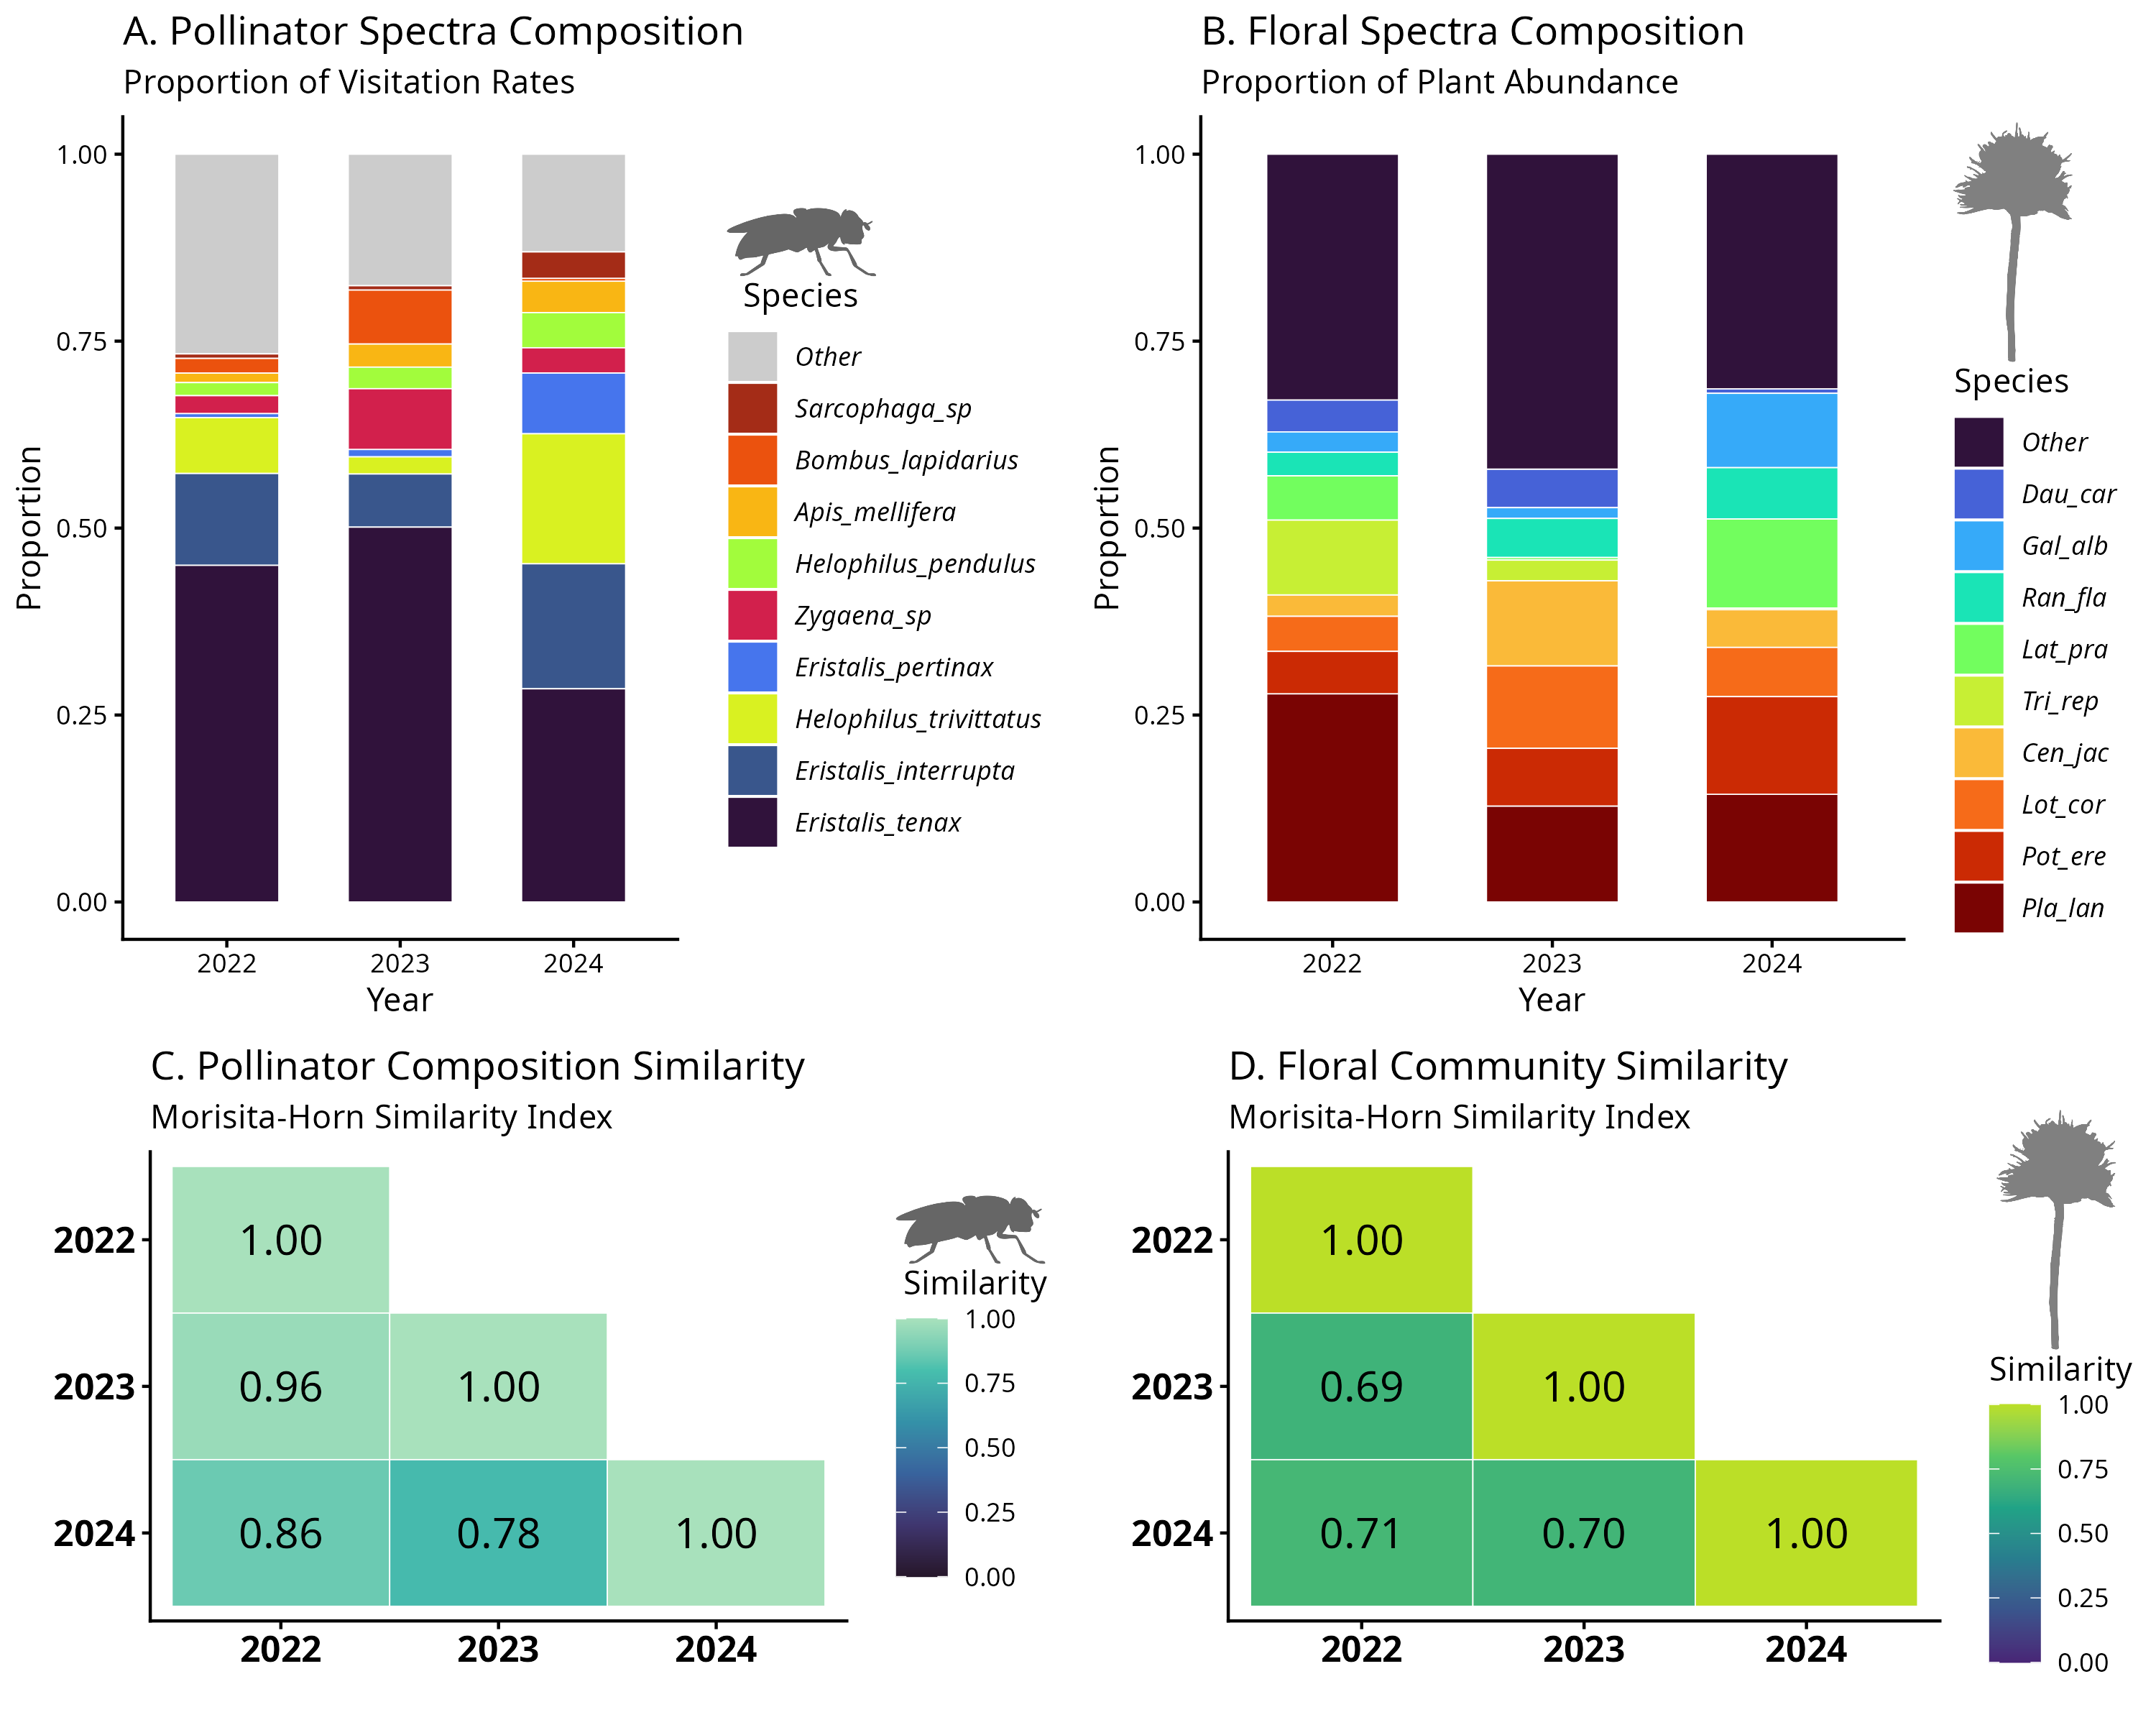 A. Pollinator Spectra Composition
Proportion of Visitation Rates
Proportion
1.00
0.75
0.50
0.25
0.00
2022 2023 2024
Year
Species
Other
Sarcophaga_sp
Bombus_lapidarius
Apis_mellifera
Helophilus_pendulus
Zygaena_sp
Eristalis_pertinax
Helophilus_trivittatus
Eristalis_interrupta
Eristalis_tenax
B. Floral Spectra Composition
Proportion of Plant Abundance
Proportion
1.00
0.75
0.50
0.25
0.00
2022 2023 2024
Year
Species
Other
Dau_car
Gal_alb
Ran_fla
Lat_pra
Tri_rep
Cen_jac
Lot_cor
Pot_ere
Pla_lan
C. Pollinator Composition Similarity
Morisita-Horn Similarity Index
2022 1.00
2023 0.96 1.00
2024 0.86 0.78 1.00
2022 2023 2024
Similarity
1.00
0.75
0.50
0.25
0.00
D. Floral Community Similarity
Morisita-Horn Similarity Index
2022 1.00
2023 0.69 1.00
2024 0.71 0.70 1.00
2022 2023 2024
Similarity
1.00
0.75
0.50
0.25
0.00